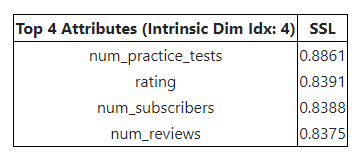 Top 4 Attributes (Intrinsic Dim Idx: 4) SSL
num_practice_tests 0.8861
rating 0.8391
num_subscribers 0.8388
num_reviews 0.8375